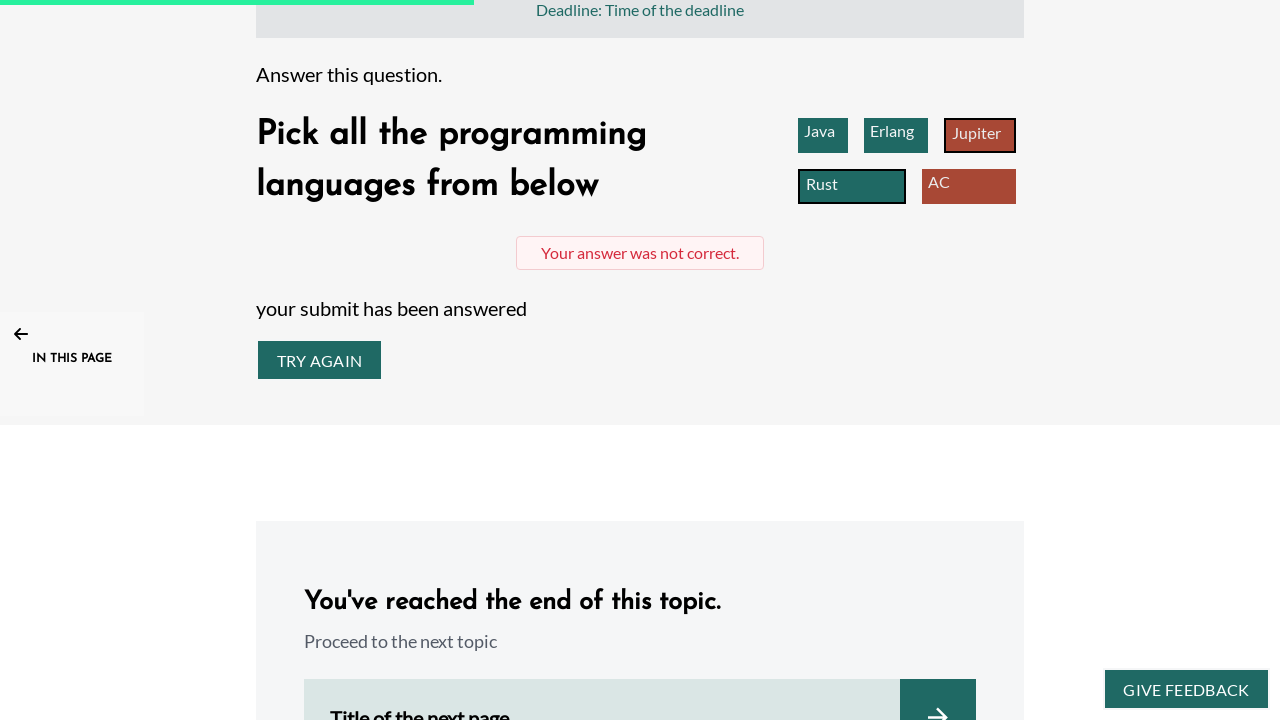 Deadline: Time of the deadline
Answer this question.
Pick all the programming
languages from below
Java
Erlang
Jupiter
Rust
AC
Your answer was not correct.
your submit has been answered
TRY AGAIN
IN THIS PAGE
You've reached the end of this topic.
Proceed to the next topic
Title of the next page
GIVE FEEDBACK